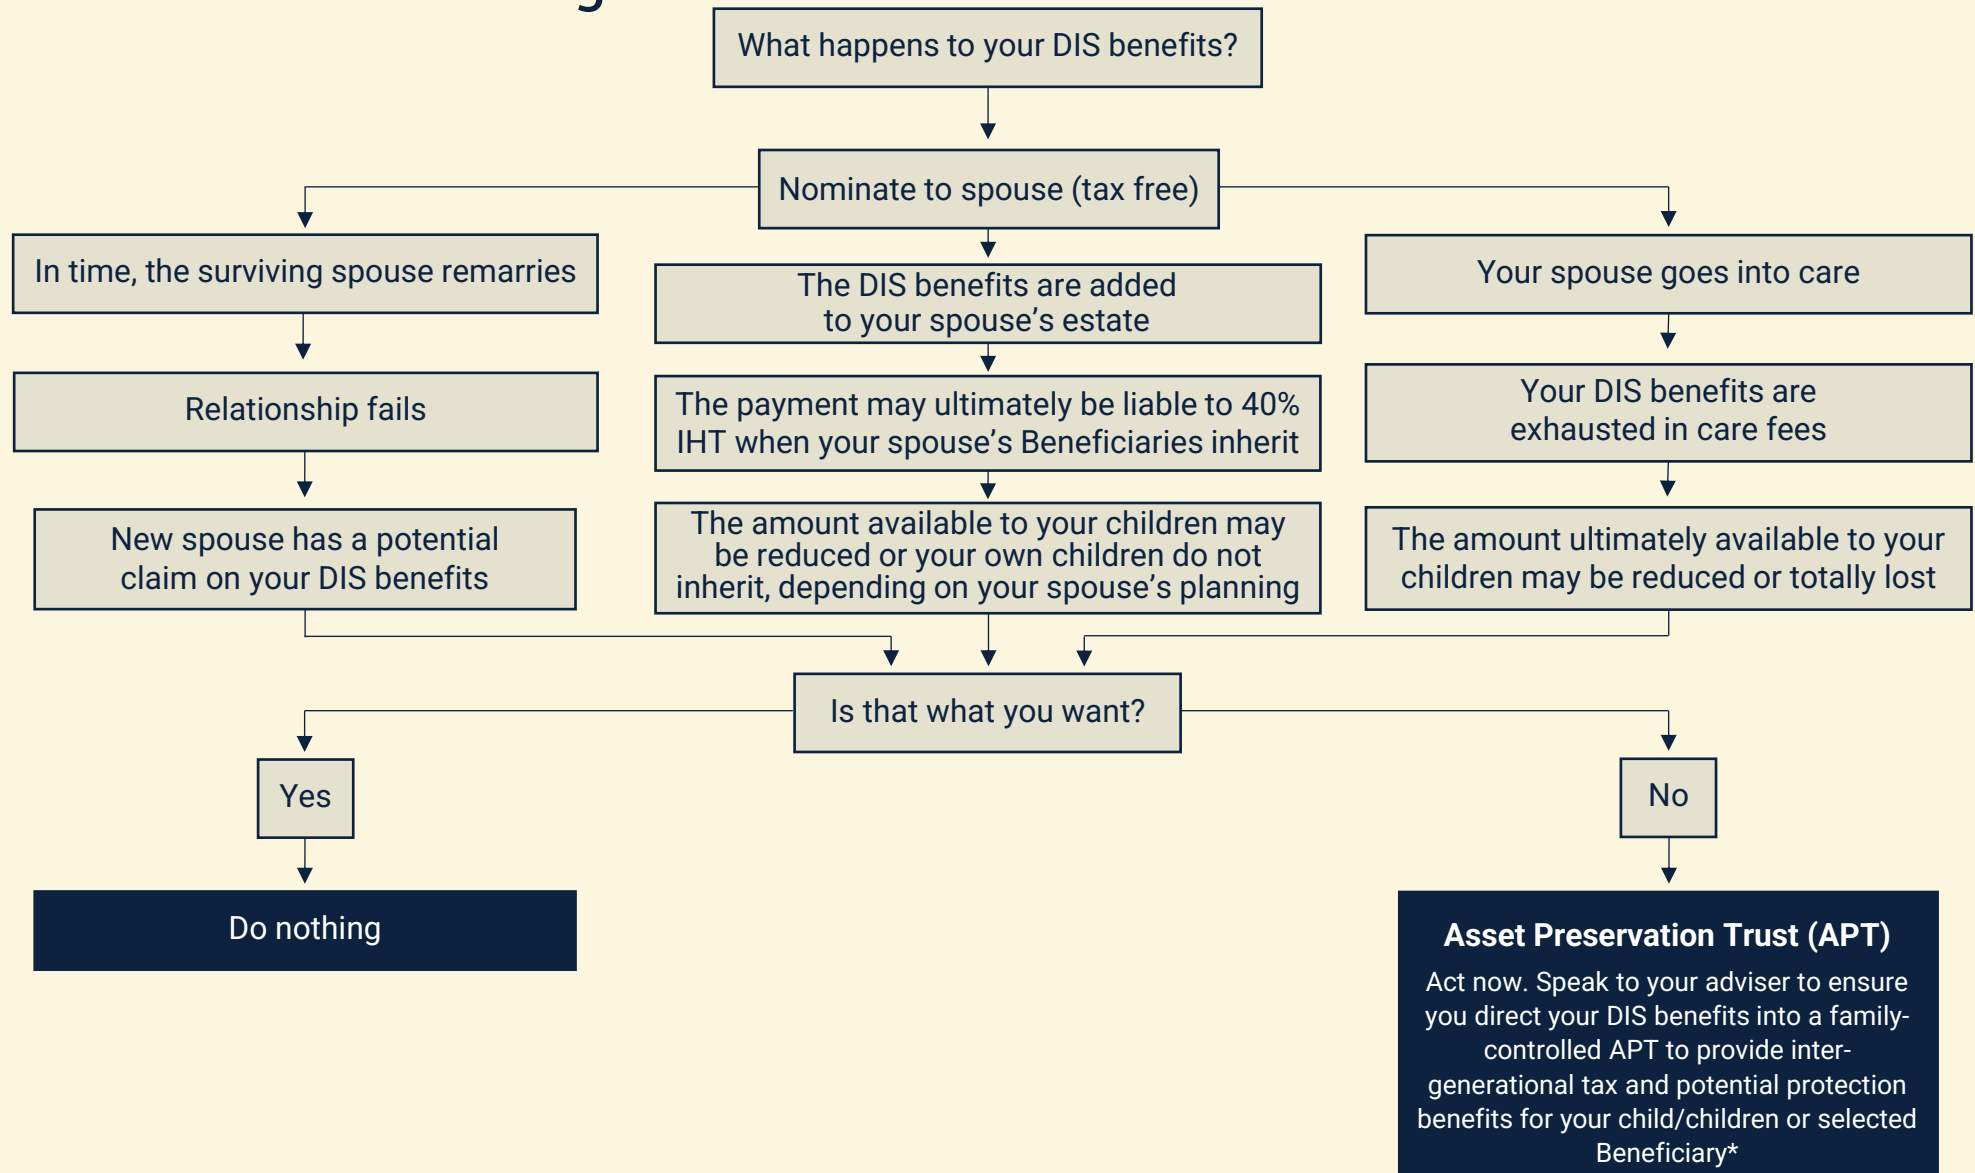 What happens to your DIS benefits?
Nominate to spouse (tax free)
In time, the surviving spouse remarries
Relationship fails
New spouse has a potential
claim on your DIS benefits
The DIS benefits are added
to your spouse’s estate
The payment may ultimately be liable to 40%
IHT when your spouse’s Beneficiaries inherit
The amount available to your children may
be reduced or your own children do not
inherit, depending on your spouse’s planning
Your spouse goes into care
Your DIS benefits are
exhausted in care fees
The amount ultimately available to your
children may be reduced or totally lost
Is that what you want?
Yes
Do nothing
No
Asset Preservation Trust (APT)
Act now. Speak to your adviser to ensure
you direct your DIS benefits into a family-
controlled APT to provide inter-
generational tax and potential protection
benefits for your child/children or selected
Beneficiary*